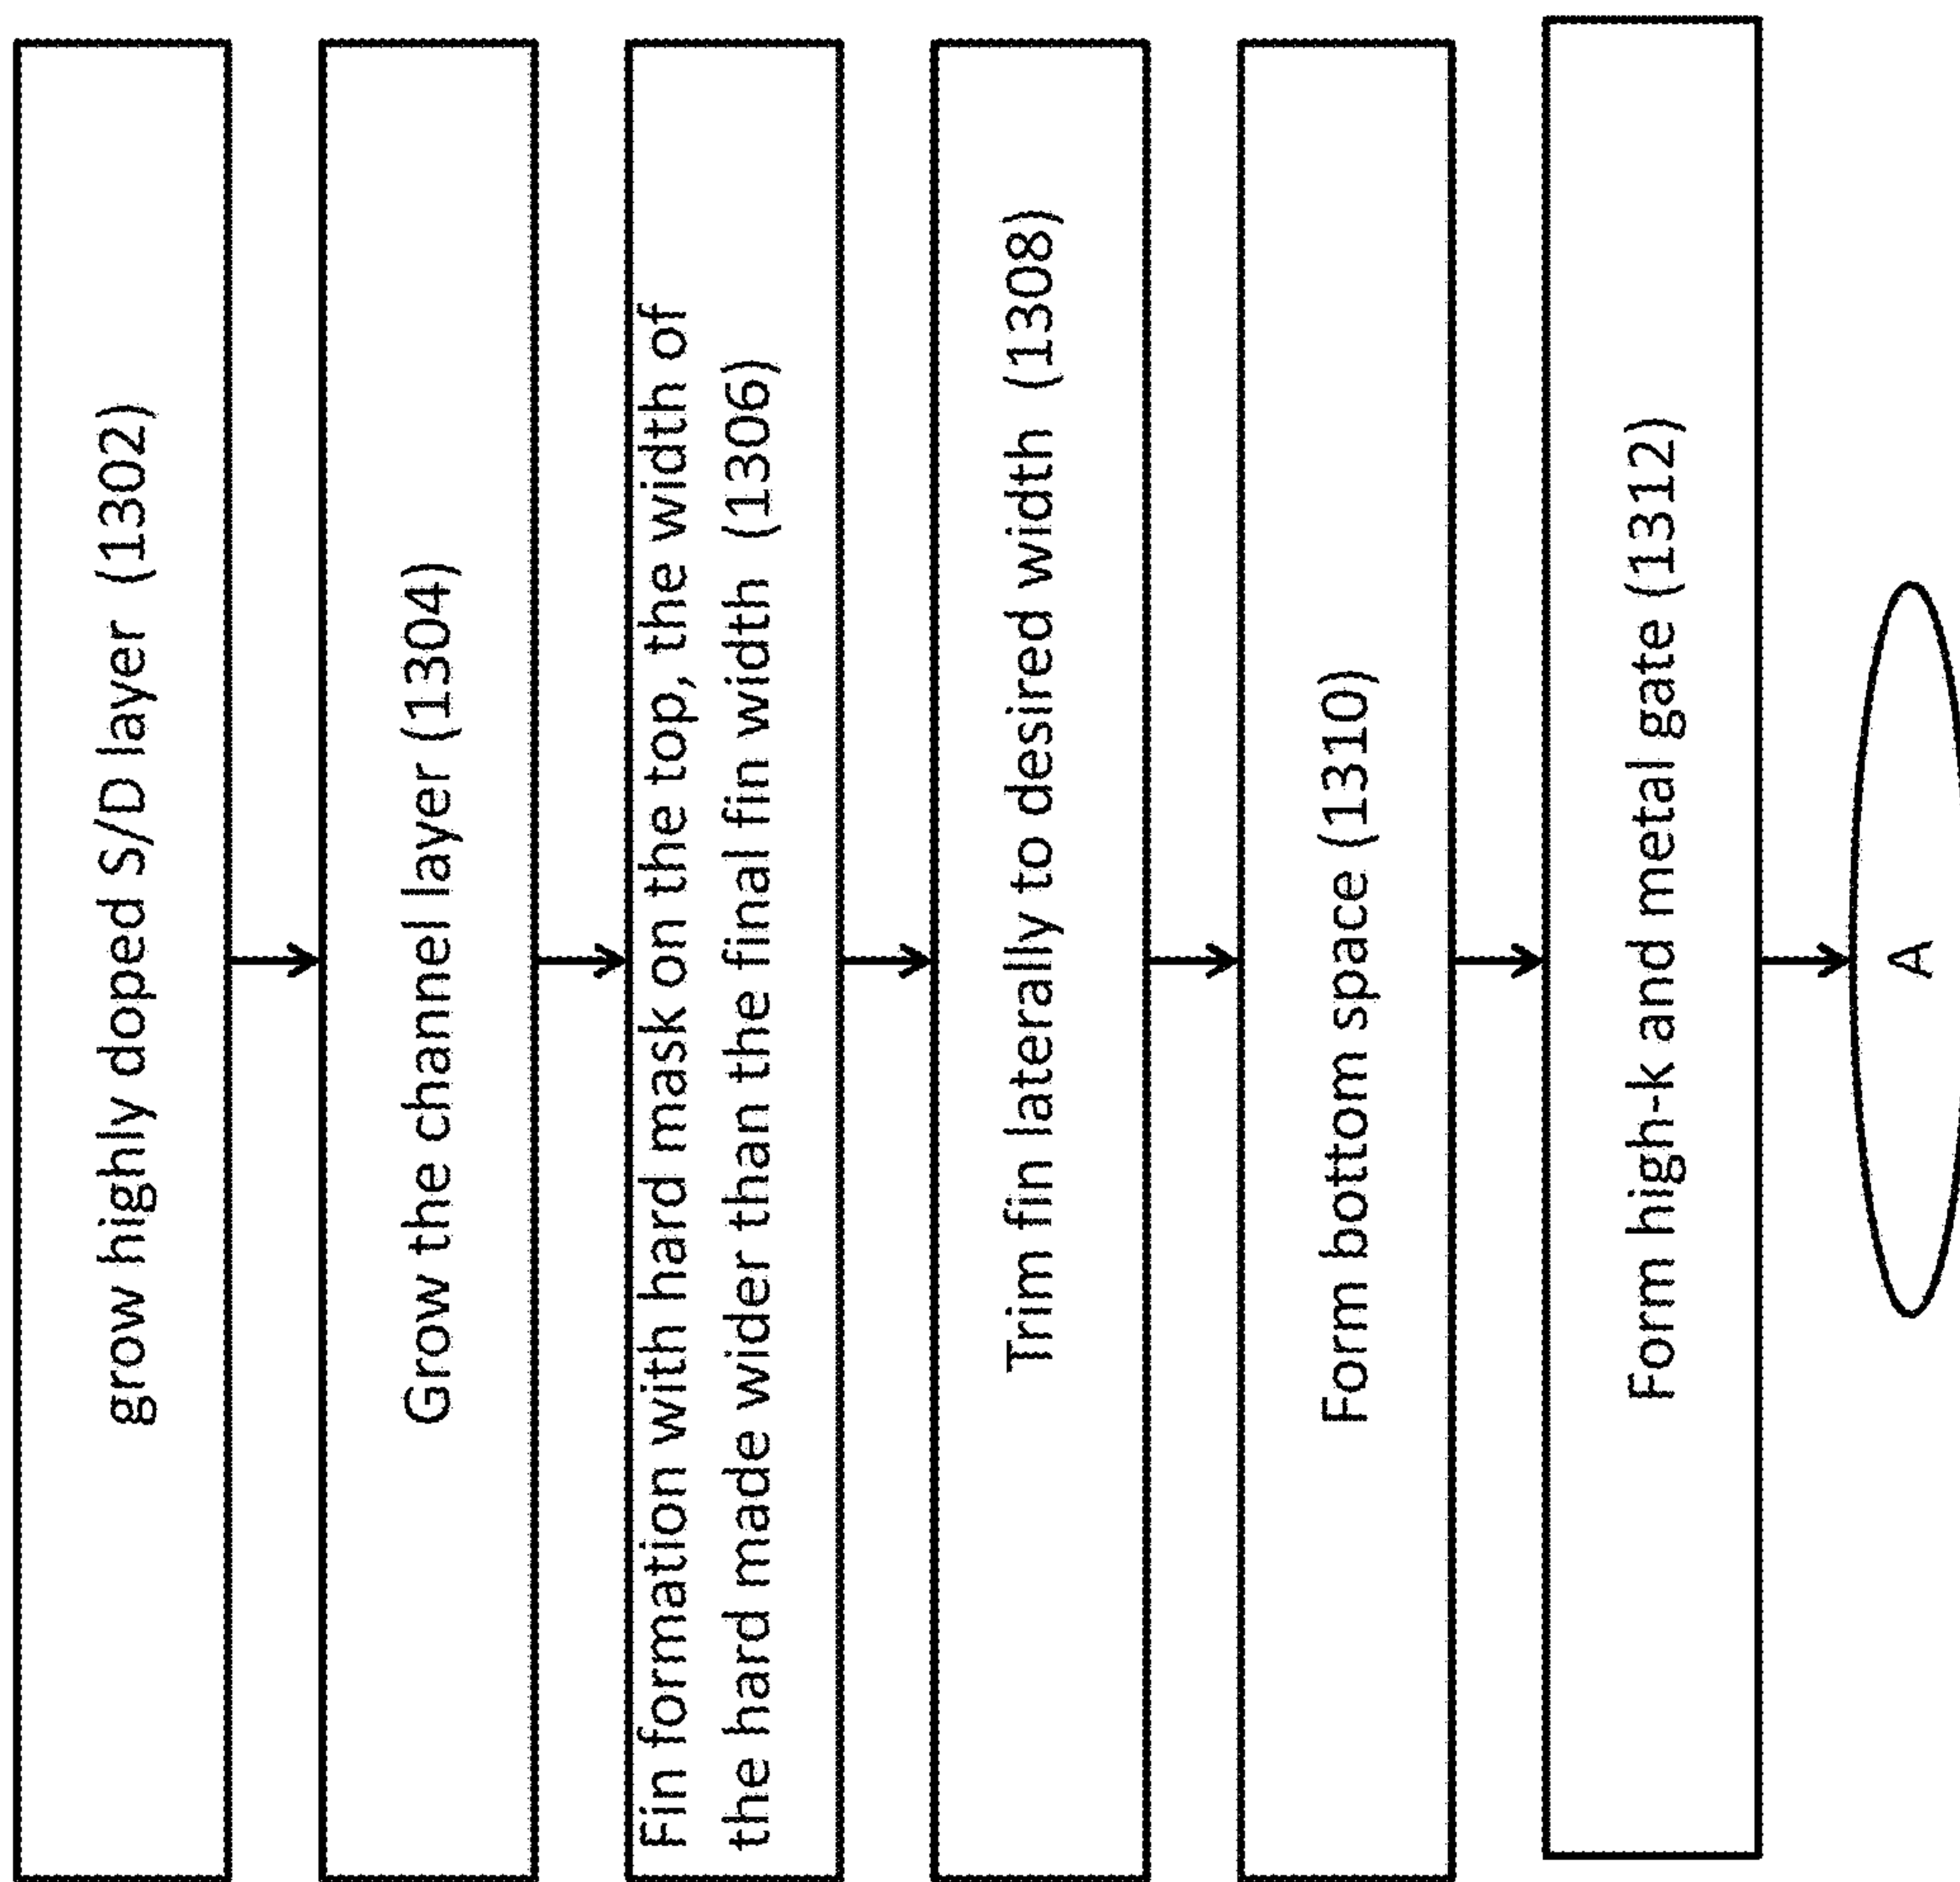 grow highly doped S/D layer (1302)
Grow the channel layer (1304)
Fin formation with hard mask on the top, the width of
the hard made wider than the final fin width (1306)
Trim fin laterally to desired width (1308)
Form bottom space (1310)
Form high-k and metal gate (1312)
A